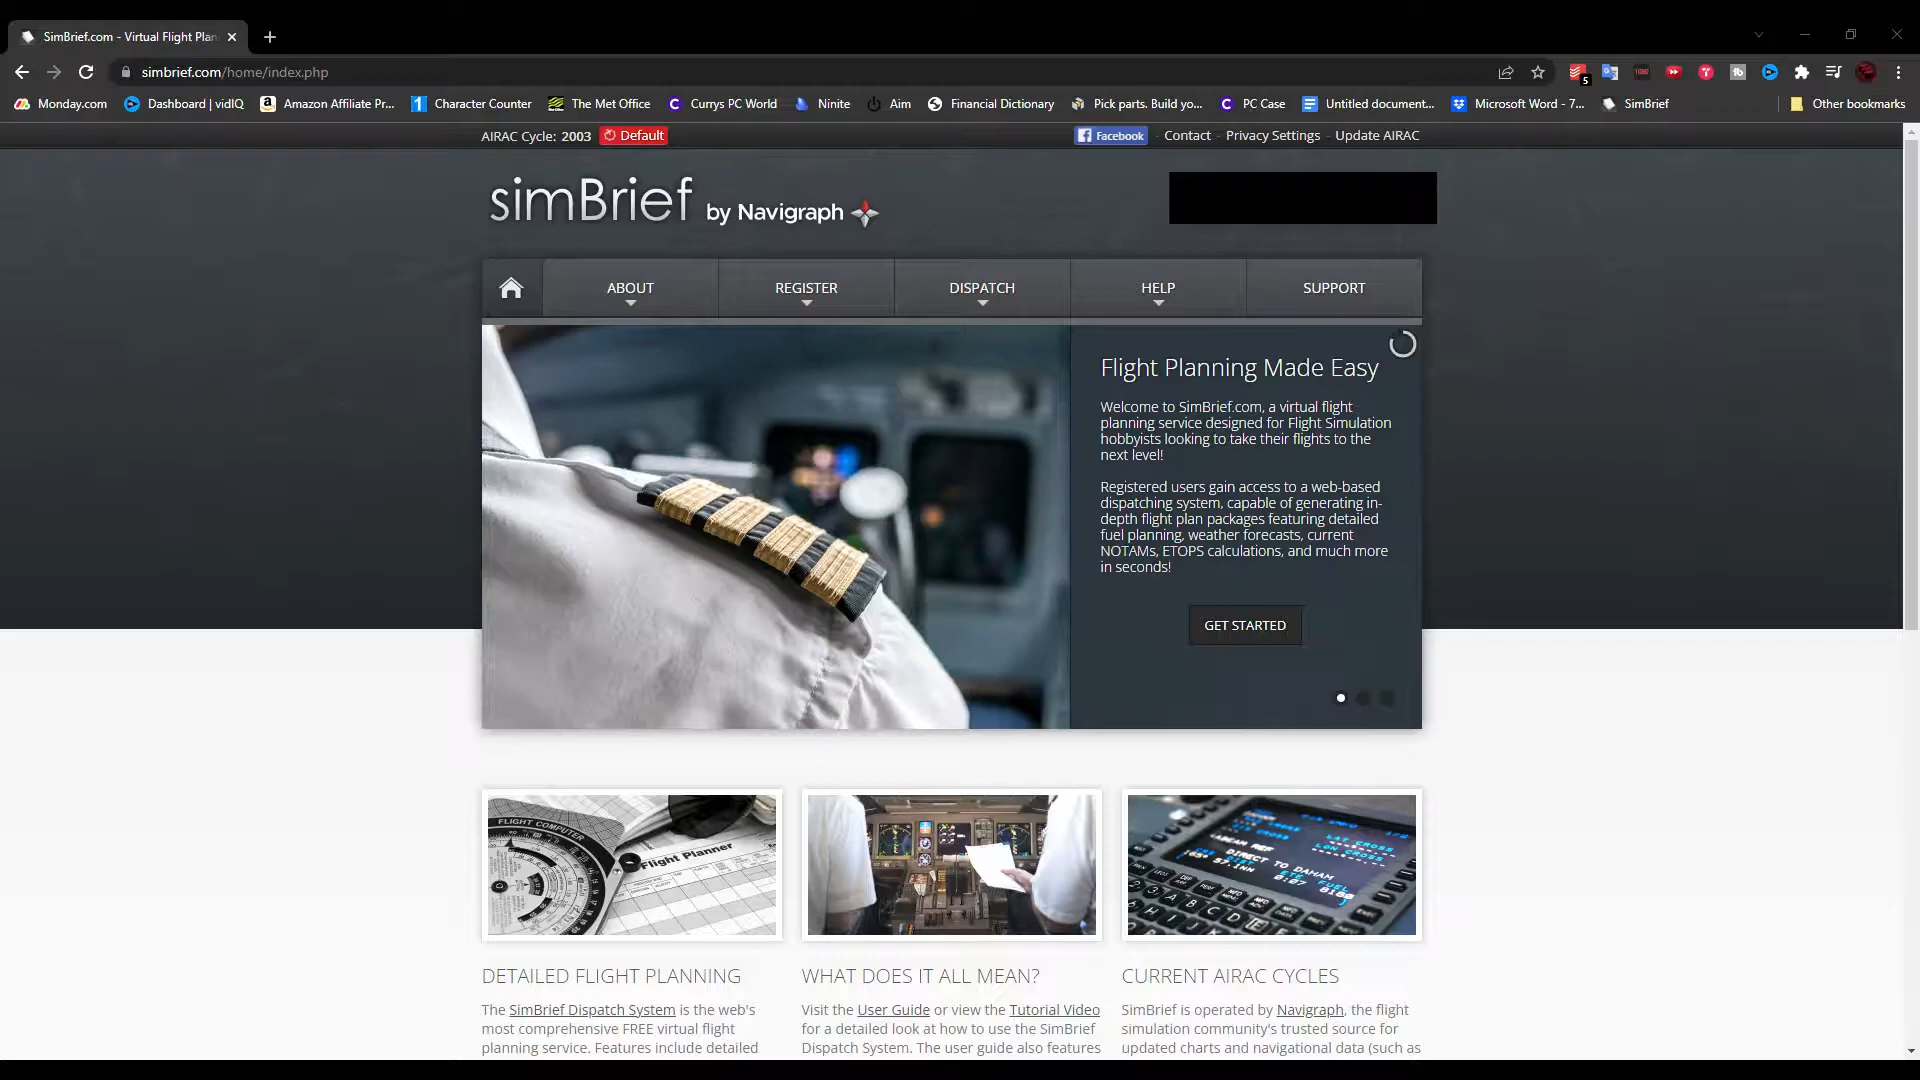 SimBrief.com - Virtual Flight Plan
simbrief.com/home/index.php
5
Monday.com
Dashboard | vidIQ
Amazon Affiliate Pr...
Character Counter
The Met Office
Currys PC World
Ninite
Aim
Financial Dictionary
Pick parts. Build yo...
PC Case
Untitled document...
Microsoft Word - 7...
SimBrief
Other bookmarks
AIRAC Cycle: 2003 Default
Facebook - Contact - Privacy Settings - Update AIRAC
simBrief by Navigraph
ABOUT
REGISTER
DISPATCH
HELP
SUPPORT
Flight Planning Made Easy
Welcome to SimBrief.com, a virtual flight
planning service designed for Flight Simulation
hobbyists looking to take their flights to the
next level!
Registered users gain access to a web-based
dispatching system, capable of generating in-
depth flight plan packages featuring detailed
fuel planning, weather forecasts, current
NOTAMs, ETOPS calculations, and much more
in seconds!
GET STARTED
FLIGHT COMPUTER
Flight Planner
DIRECT TO DAHAM
DETAILED FLIGHT PLANNING
The SimBrief Dispatch System is the web's
most comprehensive FREE virtual flight
planning service. Features include detailed
WHAT DOES IT ALL MEAN?
Visit the User Guide or view the Tutorial Video
for a detailed look at how to use the SimBrief
Dispatch System. The user guide also features
CURRENT AIRAC CYCLES
SimBrief is operated by Navigraph, the flight
simulation community's trusted source for
updated charts and navigational data (such as